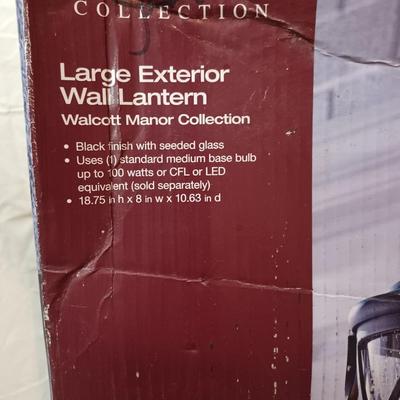 COLLECTION
Large Exterior
Wall Lantern
Walcott Manor Collection
• Black finish with seeded glass
• Uses (1) standard medium base bulb
up to 100 watts or CFL or LED
equivalent (sold separately)
• 18.75 in h x 8 in w x 10.63 in d